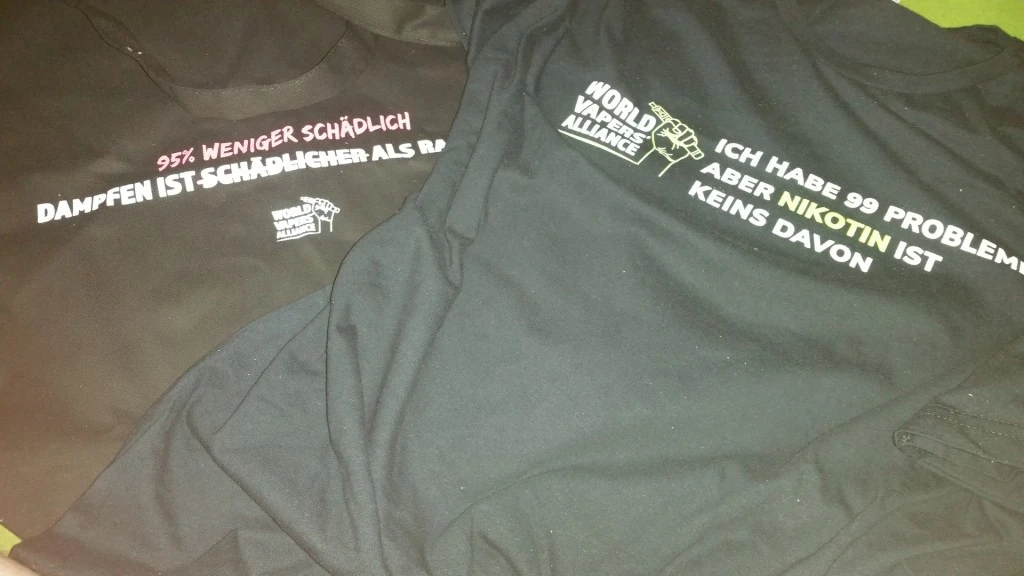 95% WENIGER SCHÄDLICH
DAMPFEN IST SCHÄDLICHER ALS
WORLD
VAPERS'
ALLIANCE
WORLD
VAPERS'
ALLIANCE
ICH HABE 99 PROBLEME
ABER NIKOTIN IST
KEINS DAVON